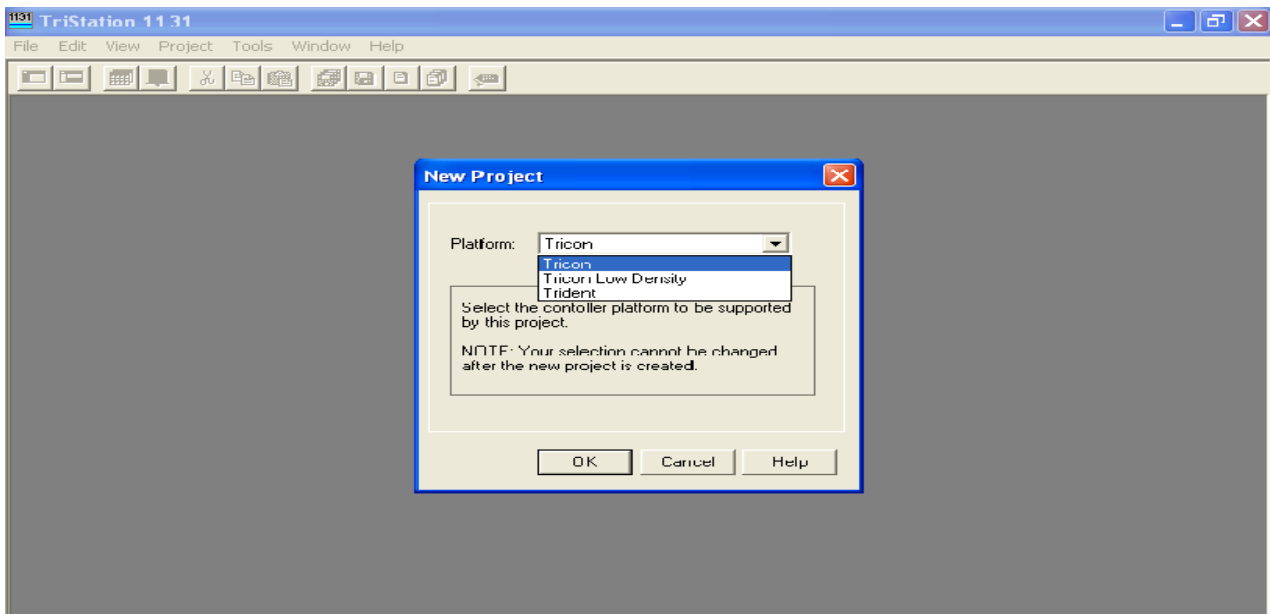 1131 TriStation 1131
File Edit View Project Tools Window Help
New Project
Platform: Tricon
Tricon
Tricon Low Density
Trident
Select the contoller platform to be supported
by this project.
NOTE: Your selection cannot be changed
after the new project is created.
OK Cancel Help